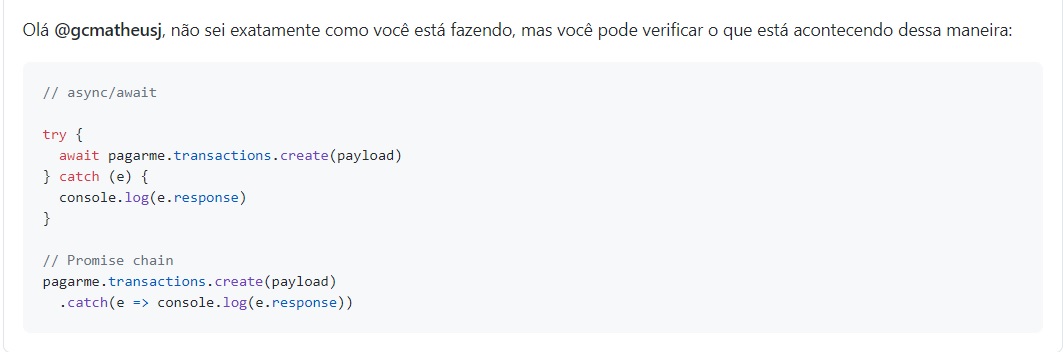 Olá @gcmatheusj, não sei exatamente como você está fazendo, mas você pode verificar o que está acontecendo dessa maneira:
// async/await
try {
  await pagarme.transactions.create(payload)
} catch (e) {
  console.log(e.response)
}
// Promise chain
pagarme.transactions.create(payload)
  .catch(e => console.log(e.response))